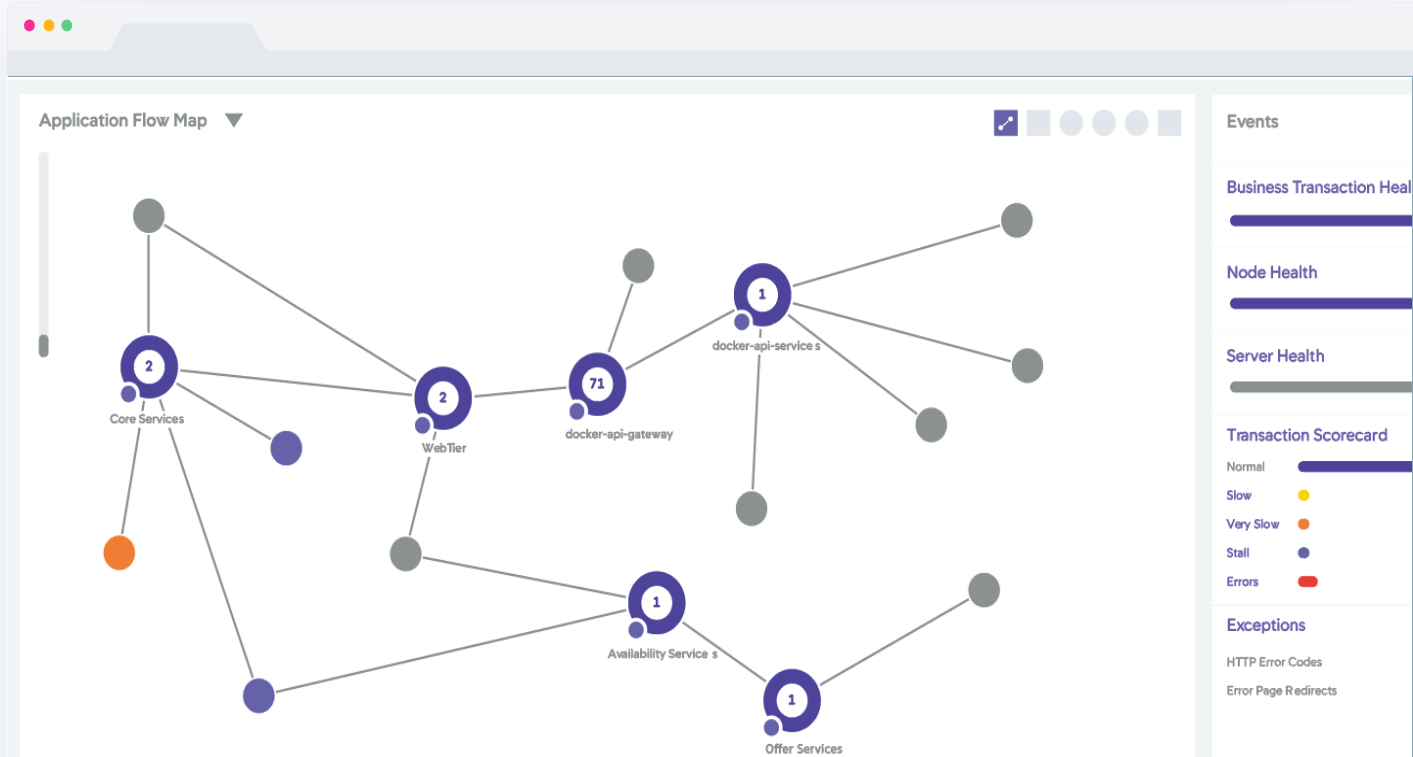 Application Flow Map
2
Core Services
2
WebTier
71
docker-api-gateway
1
docker-api-service s
1
Availability Service s
1
Offer Services
Events
Business Transaction Heal
Node Health
Server Health
Transaction Scorecard
Normal
Slow
Very Slow
Stall
Errors
Exceptions
HTTP Error Codes
Error Page Redirects